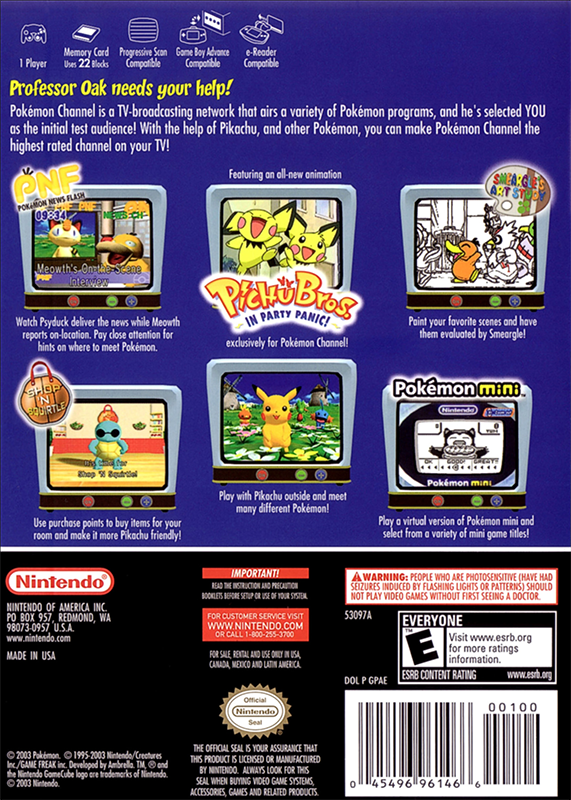 1 Player
Memory Card
Uses 22 Blocks
Progressive Scan
Compatible
Game Boy Advance
Compatible
e-Reader
Compatible
Professor Oak needs your help!
Pokémon Channel is a TV-broadcasting network that airs a variety of Pokémon programs, and he's selected YOU
as the initial test audience! With the help of Pikachu, and other Pokémon, you can make Pokémon Channel the
highest rated channel on your TV!
PNF
POKéMON NEWS FLASH
09:34
NEWS-CH
Meowth's On-the-Scene
Interview
Watch Psyduck deliver the news while Meowth
reports on-location. Pay close attention for
hints on where to meet Pokémon.
Featuring an all-new animation
Pichu Bros.
IN PARTY PANIC!
exclusively for Pokémon Channel!
SMEARGLE'S
ART STUDY
Paint your favorite scenes and have
them evaluated by Smeargle!
SHOP
'N
SQUIRTLE
Shop 'N Squirtle!
Use purchase points to buy items for your
room and make it more Pikachu friendly!
Play with Pikachu outside and meet
many different Pokémon!
Pokémon mini
Nintendo
OK GOOD GREAT!!
Pokémon mini
Play a virtual version of Pokémon mini and
select from a variety of mini game titles!
Nintendo®
NINTENDO OF AMERICA INC.
PO BOX 957, REDMOND, WA
98073-0957 U.S.A.
www.nintendo.com
MADE IN USA
IMPORTANT!
READ THE INSTRUCTION AND PRECAUTION
BOOKLETS BEFORE SETUP OR USE OF YOUR SYSTEM.
FOR CUSTOMER SERVICE VISIT
WWW.NINTENDO.COM
OR CALL 1-800-255-3700
FOR SALE, RENTAL AND USE ONLY IN USA,
CANADA, MEXICO AND LATIN AMERICA.
Official
Nintendo
Seal
THE OFFICIAL SEAL IS YOUR ASSURANCE THAT
THIS PRODUCT IS LICENSED OR MANUFACTURED
BY NINTENDO. ALWAYS LOOK FOR THIS
SEAL WHEN BUYING VIDEO GAME SYSTEMS,
ACCESSORIES, GAMES AND RELATED PRODUCTS.
WARNING: PEOPLE WHO ARE PHOTOSENSITIVE (HAVE HAD
SEIZURES INDUCED BY FLASHING LIGHTS OR PATTERNS) SHOULD
NOT PLAY VIDEO GAMES WITHOUT FIRST SEEING A DOCTOR.
53097A
DOL P GPAE
EVERYONE
E
Visit www.esrb.org
for more ratings
information.
ESRB CONTENT RATING www.esrb.org
00100
0 45496 96146 6
© 2003 Pokémon. © 1995-2003 Nintendo/Creatures
Inc./GAME FREAK inc. Developed by Ambrella. TM, ® and
the Nintendo GameCube logo are trademarks of Nintendo.
© 2003 Nintendo.